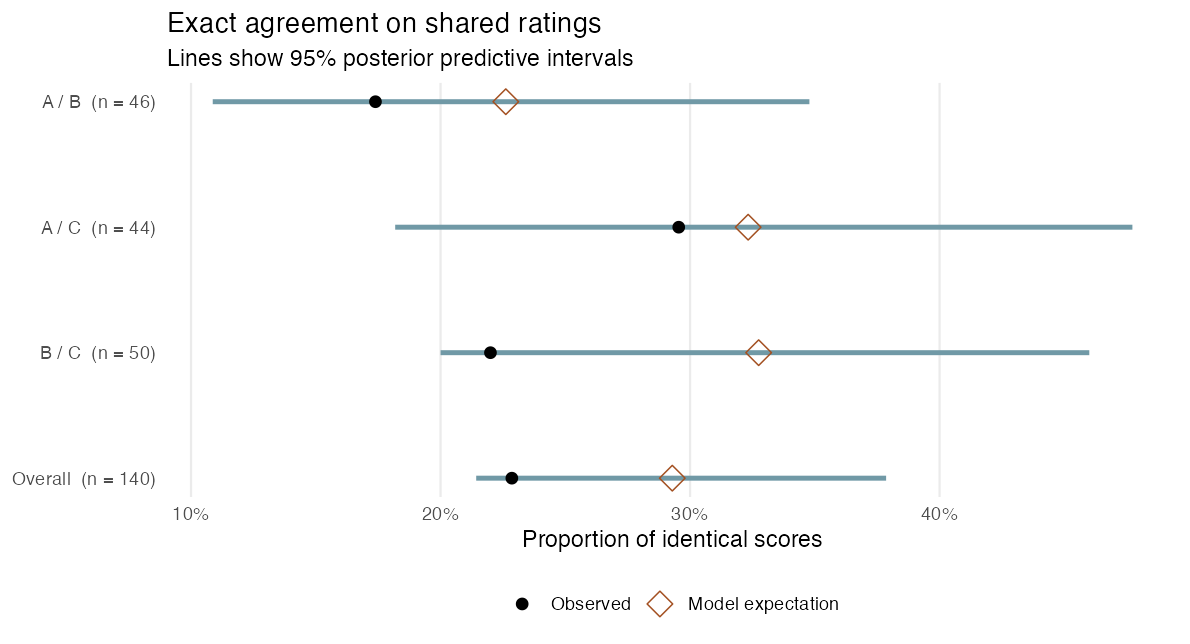 Exact agreement on shared ratings
Lines show 95% posterior predictive intervals
A / B (n = 46)
A / C (n = 44)
B / C (n = 50)
Overall (n = 140)
10% 20% 30% 40%
Proportion of identical scores
Observed Model expectation